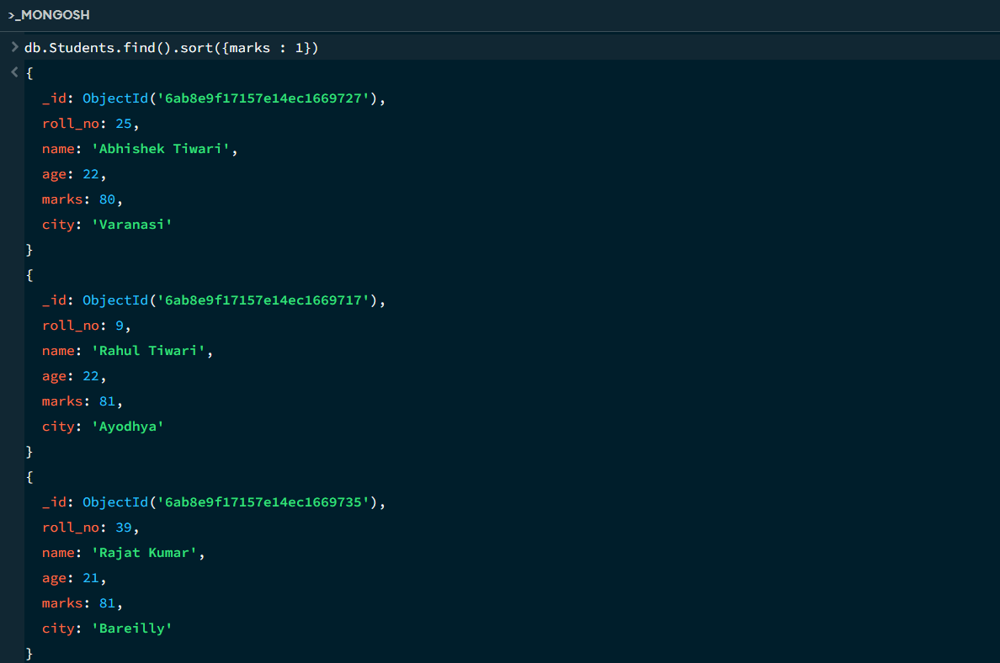 >_MONGOSH
> db.Students.find().sort({marks : 1})
< {
  _id: ObjectId('6ab8e9f17157e14ec1669727'),
  roll_no: 25,
  name: 'Abhishek Tiwari',
  age: 22,
  marks: 80,
  city: 'Varanasi'
}
{
  _id: ObjectId('6ab8e9f17157e14ec1669717'),
  roll_no: 9,
  name: 'Rahul Tiwari',
  age: 22,
  marks: 81,
  city: 'Ayodhya'
}
{
  _id: ObjectId('6ab8e9f17157e14ec1669735'),
  roll_no: 39,
  name: 'Rajat Kumar',
  age: 21,
  marks: 81,
  city: 'Bareilly'
}